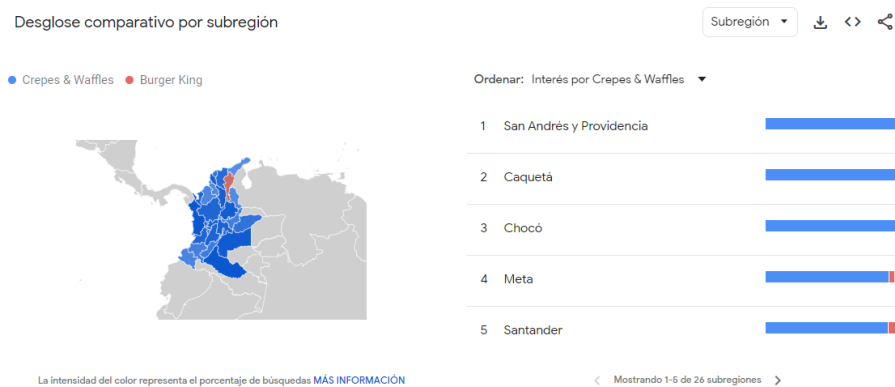 Desglose comparativo por subregión
Subregión
Crepes & Waffles Burger King
Ordenar: Interés por Crepes & Waffles
1 San Andrés y Providencia
2 Caquetá
3 Chocó
4 Meta
5 Santander
La intensidad del color representa el porcentaje de búsquedas MÁS INFORMACIÓN
Mostrando 1-5 de 26 subregiones